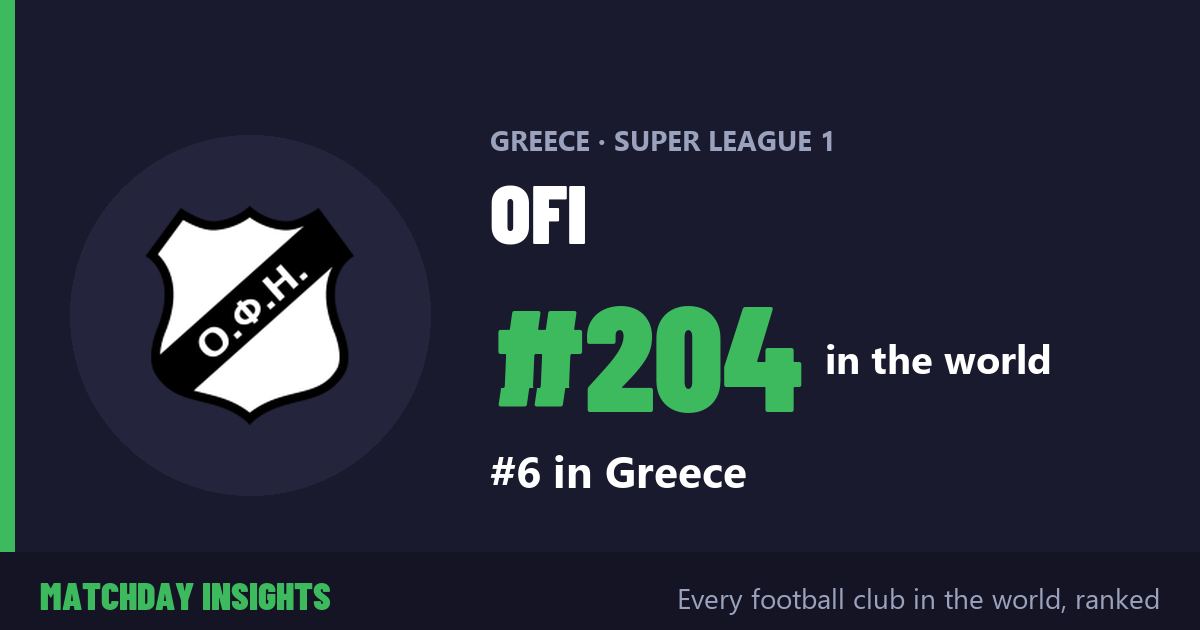 GREECE · SUPER LEAGUE 1
OFI
Ο.Φ.Η.
#204 in the world
#6 in Greece
MATCHDAY INSIGHTS
Every football club in the world, ranked